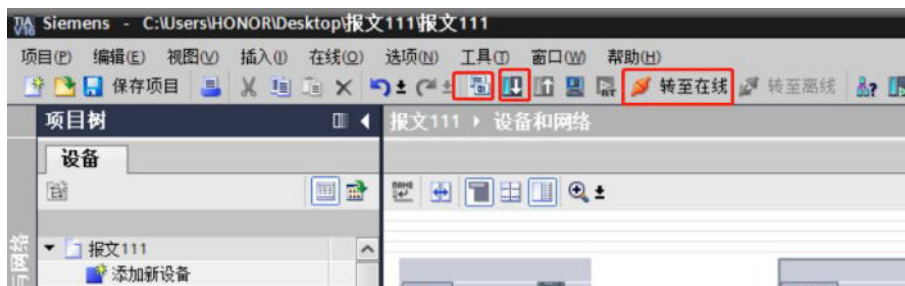 Siemens - C:\Users\HONOR\Desktop\报文111\报文111
项目(P) 编辑(E) 视图(V) 插入(I) 在线(O) 选项(N) 工具(T) 窗口(W) 帮助(H)
保存项目 转至在线 转至离线
项目树 报文111 ▸ 设备和网络
设备
报文111
添加新设备